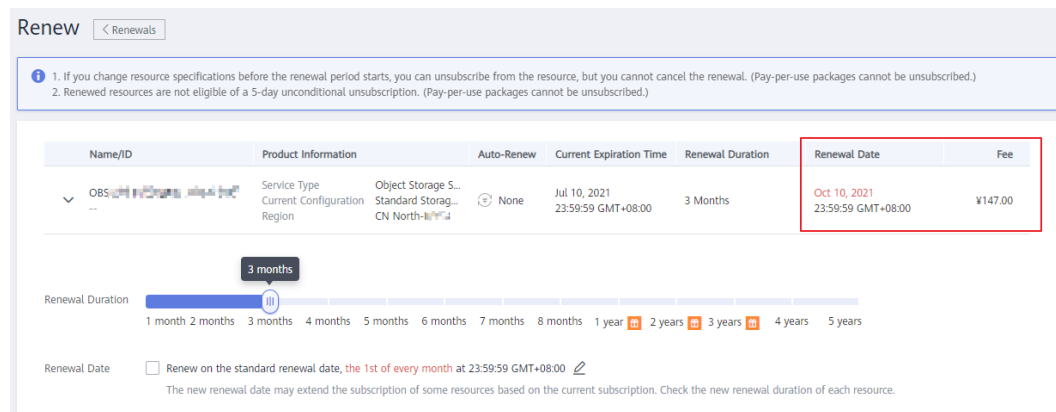 Renew < Renewals
1. If you change resource specifications before the renewal period starts, you can unsubscribe from the resource, but you cannot cancel the renewal. (Pay-per-use packages cannot be unsubscribed.)
2. Renewed resources are not eligible of a 5-day unconditional unsubscription. (Pay-per-use packages cannot be unsubscribed.)
Name/ID Product Information Auto-Renew Current Expiration Time Renewal Duration Renewal Date Fee
OBS
--
Service Type Object Storage S...
Current Configuration Standard Storag...
Region CN North-
None
Jul 10, 2021
23:59:59 GMT+08:00
3 Months
Oct 10, 2021
23:59:59 GMT+08:00
¥147.00
3 months
Renewal Duration
1 month 2 months 3 months 4 months 5 months 6 months 7 months 8 months 1 year 2 years 3 years 4 years 5 years
Renewal Date Renew on the standard renewal date, the 1st of every month at 23:59:59 GMT+08:00
The new renewal date may extend the subscription of some resources based on the current subscription. Check the new renewal duration of each resource.